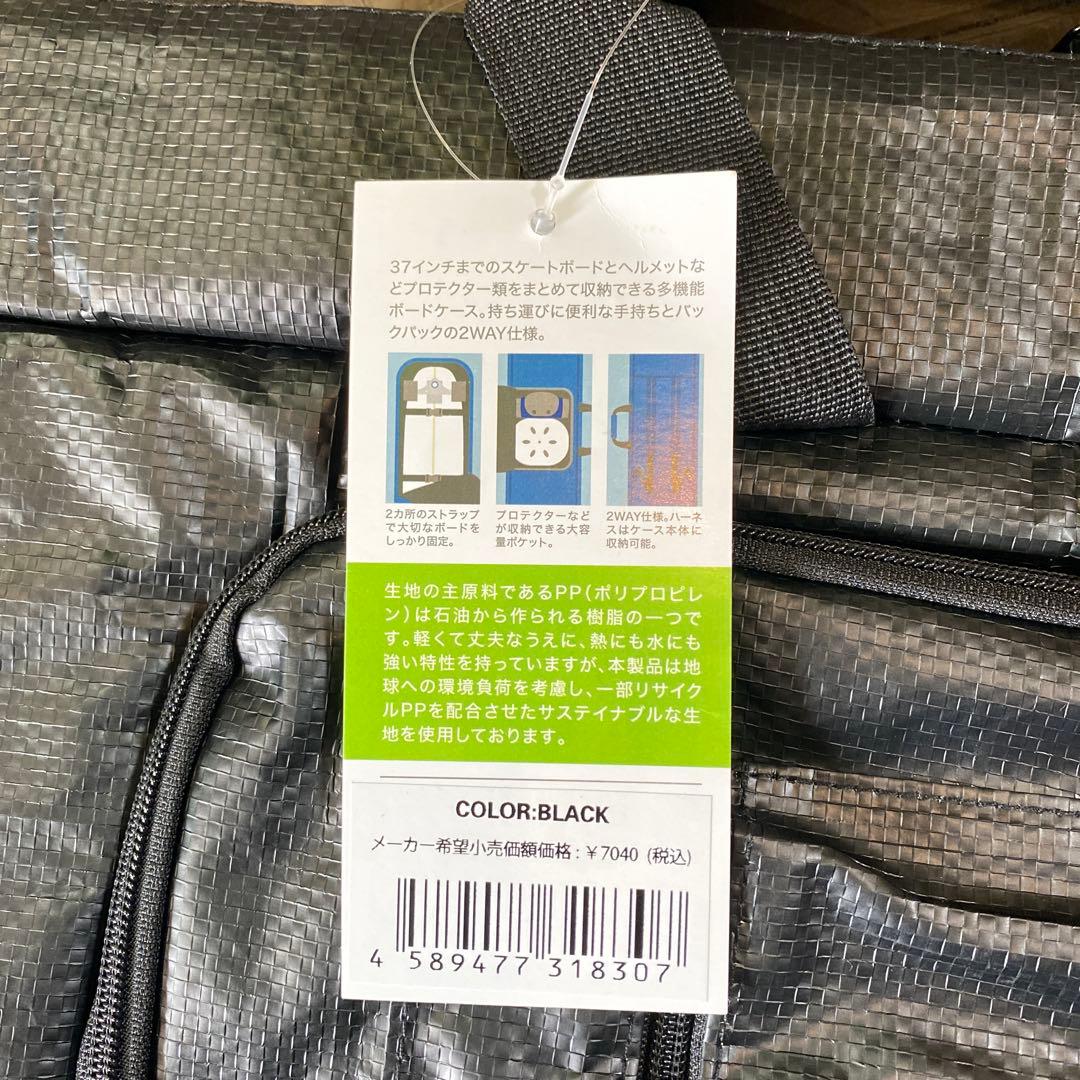 37インチまでのスケートボードとヘルメットな
どプロテクター類をまとめて収納できる多機能
ボードケース。持ち運びに便利な手持ちとバッ
クパックの2WAY仕様。
2カ所のストラップ
で大切なボードを
しっかり固定。
プロテクターなど
が収納できる大容
量ポケット。
2WAY仕様。ハーネ
スはケース本体に
収納可能。
生地の主原料であるPP(ポリプロピレ
ン)は石油から作られる樹脂の一つで
す。軽くて丈夫なうえに、熱にも水にも
強い特性を持っていますが、本製品は地
球への環境負荷を考慮し、一部リサイク
ルPPを配合させたサステイナブルな生
地を使用しております。
COLOR:BLACK
メーカー希望小売価額価格:¥7040 (税込)
4 589477 318307